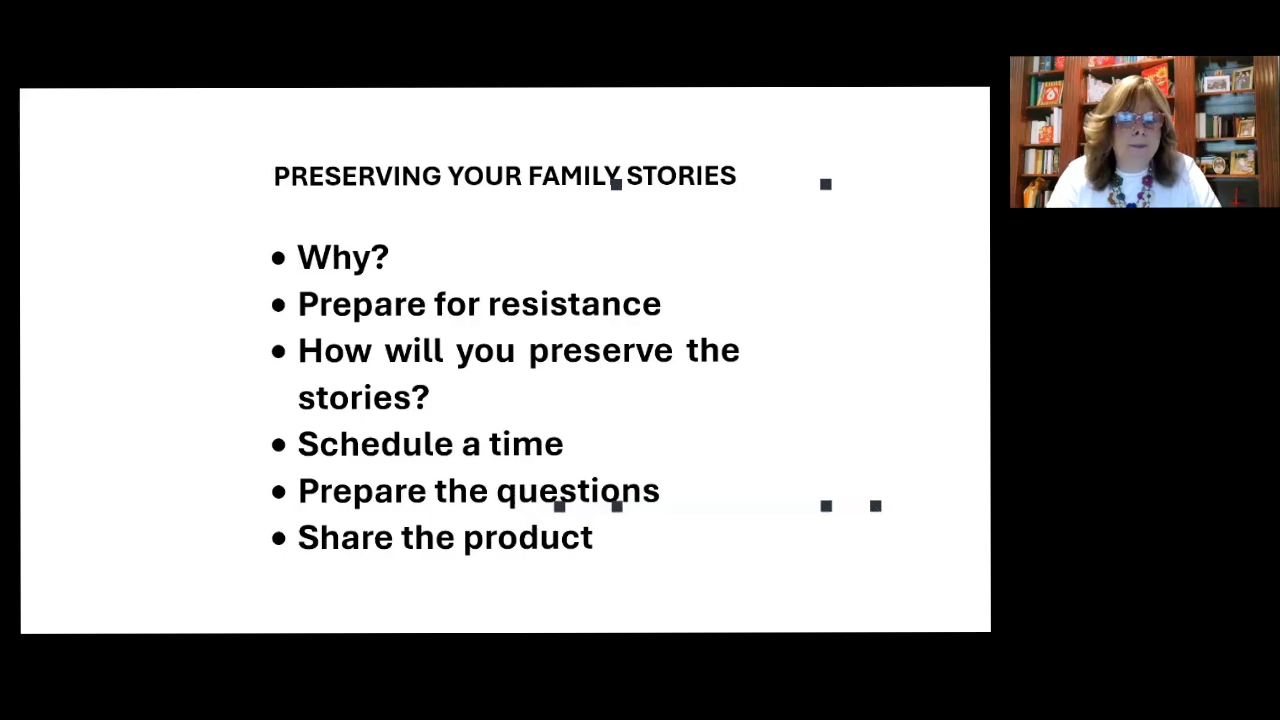 PRESERVING YOUR FAMILY STORIES
• Why?
• Prepare for resistance
• How will you preserve the
stories?
• Schedule a time
• Prepare the questions
• Share the product